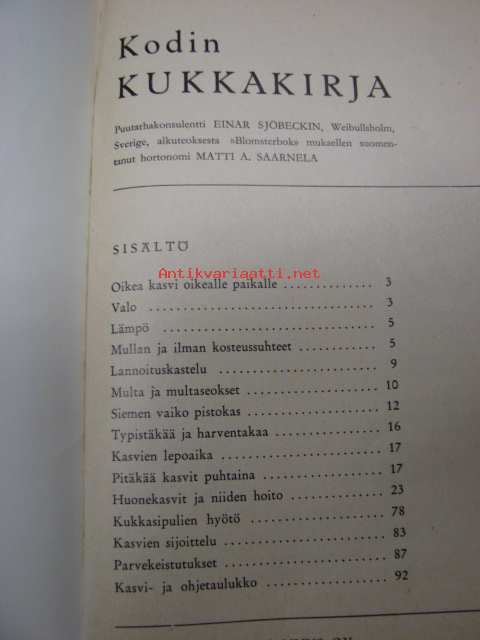 Kodin
KUKKAKIRJA
Puutarhakonsulentti EINAR SJÖBECKIN, Weibullsholm,
Sverige, alkuteoksesta »Blomsterbok» mukaellen suomen-
tanut hortonomi MATTI A. SAARNELA
SISÄLTÖ
Antikvariaatti.net
Oikea kasvi oikealle paikalle .............. 3
Valo .............. 3
Lämpö .............. 5
Mullan ja ilman kosteussuhteet .............. 5
Lannoituskastelu .............. 9
Multa ja multaseokset .............. 10
Siemen vaiko pistokas .............. 12
Typistäkää ja harventakaa .............. 16
Kasvien lepoaika .............. 17
Pitäkää kasvit puhtaina .............. 17
Huonekasvit ja niiden hoito .............. 23
Kukkasipulien hyötö .............. 78
Kasvien sijoittelu .............. 83
Parvekeistutukset .............. 87
Kasvi- ja ohjetaulukko .............. 92